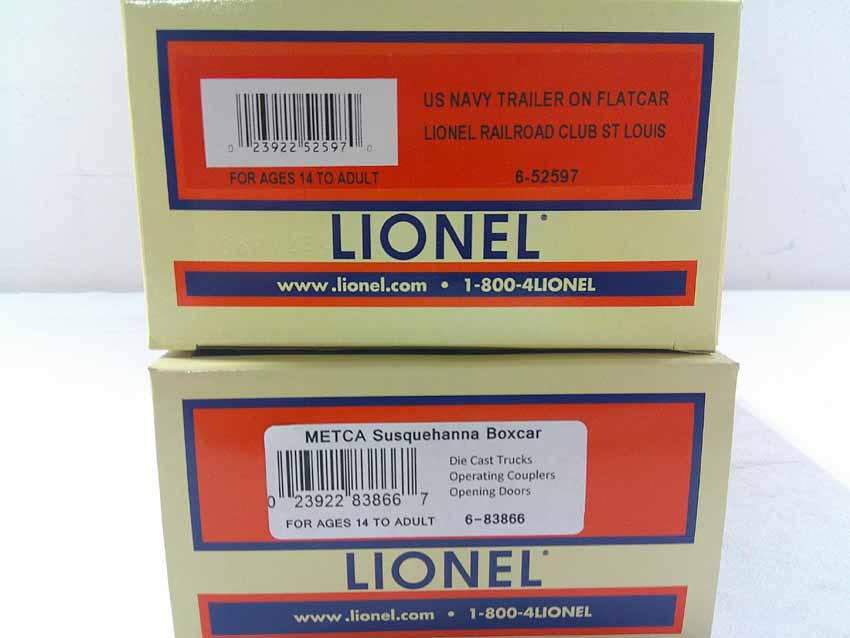 US NAVY TRAILER ON FLATCAR
LIONEL RAILROAD CLUB ST LOUIS
0 23922 52597 0
FOR AGES 14 TO ADULT 6-52597
LIONEL
www.lionel.com • 1-800-4LIONEL
METCA Susquehanna Boxcar
Die Cast Trucks
Operating Couplers
Opening Doors
0 23922 83866 7
FOR AGES 14 TO ADULT 6-83866
LIONEL
www.lionel.com • 1-800-4LIONEL